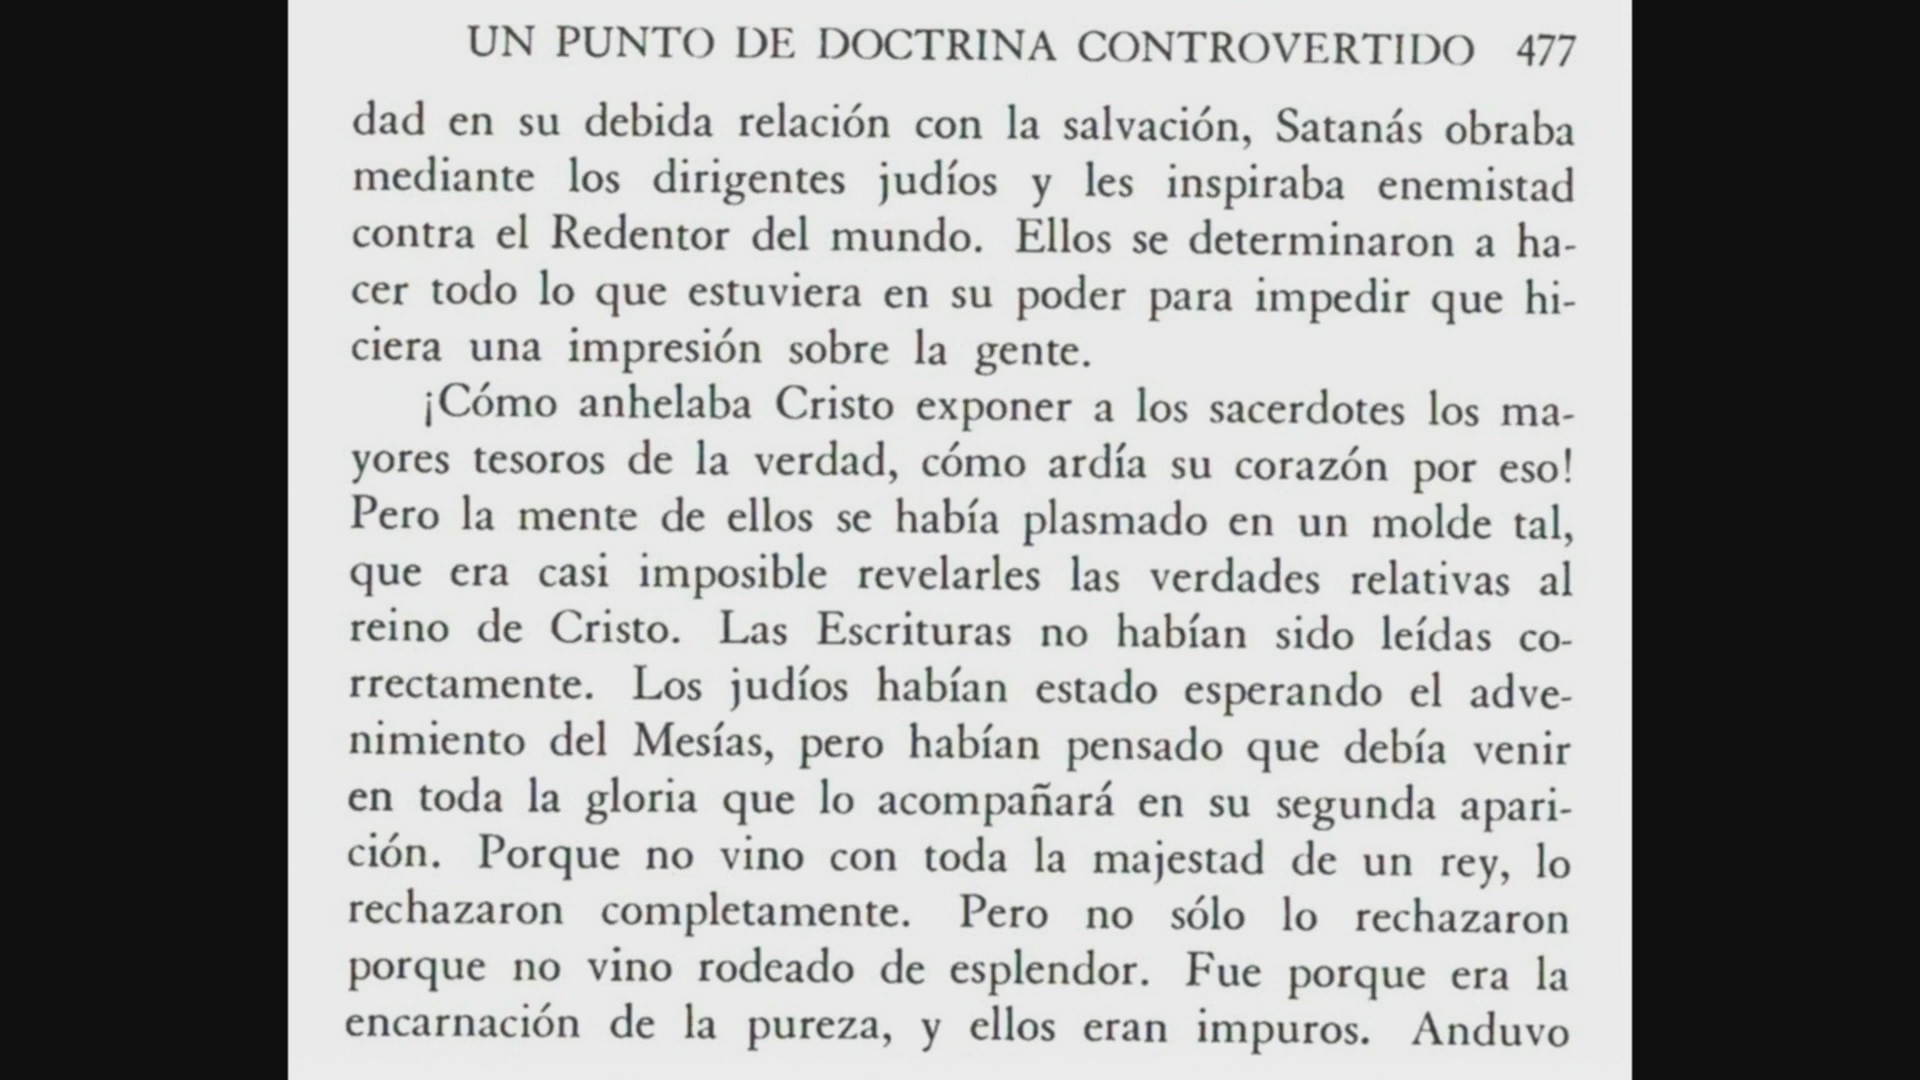 UN PUNTO DE DOCTRINA CONTROVERTIDO 477
dad en su debida relación con la salvación, Satanás obraba
mediante los dirigentes judíos y les inspiraba enemistad
contra el Redentor del mundo. Ellos se determinaron a ha-
cer todo lo que estuviera en su poder para impedir que hi-
ciera una impresión sobre la gente.
¡Cómo anhelaba Cristo exponer a los sacerdotes los ma-
yores tesoros de la verdad, cómo ardía su corazón por eso!
Pero la mente de ellos se había plasmado en un molde tal,
que era casi imposible revelarles las verdades relativas al
reino de Cristo. Las Escrituras no habían sido leídas co-
rrectamente. Los judíos habían estado esperando el adve-
nimiento del Mesías, pero habían pensado que debía venir
en toda la gloria que lo acompañará en su segunda apari-
ción. Porque no vino con toda la majestad de un rey, lo
rechazaron completamente. Pero no sólo lo rechazaron
porque no vino rodeado de esplendor. Fue porque era la
encarnación de la pureza, y ellos eran impuros. Anduvo